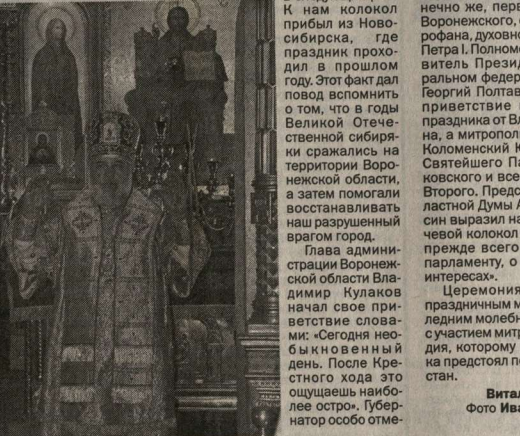 К нам колокол
прибыл из Ново-
сибирска, где
праздник прохо-
дил в прошлом
году. Этот факт дал
повод вспомнить
о том, что в годы
Великой Отече-
ственной сибиря-
ки сражались на
территории Воро-
нежской области,
а затем помогали
восстанавливать
наш разрушенный
врагом город.
Глава админи-
страции Воронеж-
ской области Вла-
димир Кулаков
начал свое при-
ветствие слова-
ми: «Сегодня нео-
быкновенный
день. После Кре-
стного хода это
ощущаешь наибо-
лее остро». Губер-
натор особо отме-
нечно же, перв
Воронежского,
рофана, духовно
Петра I. Полном
витель Презид
ральном федер
Георгий Полтав
приветствие
праздника от Вл
на, а митропол
Коломенский К
Святейшего Па
ковского и все
Второго. Предс
ластной Думы А
син выразил на
чевой колокол
прежде всего
парламенту, о
интересах».
Церемония
праздничным м
ледним молебн
с участием митр
дия, которому
ка предстоял по
стан.
Витал
Фото Ива